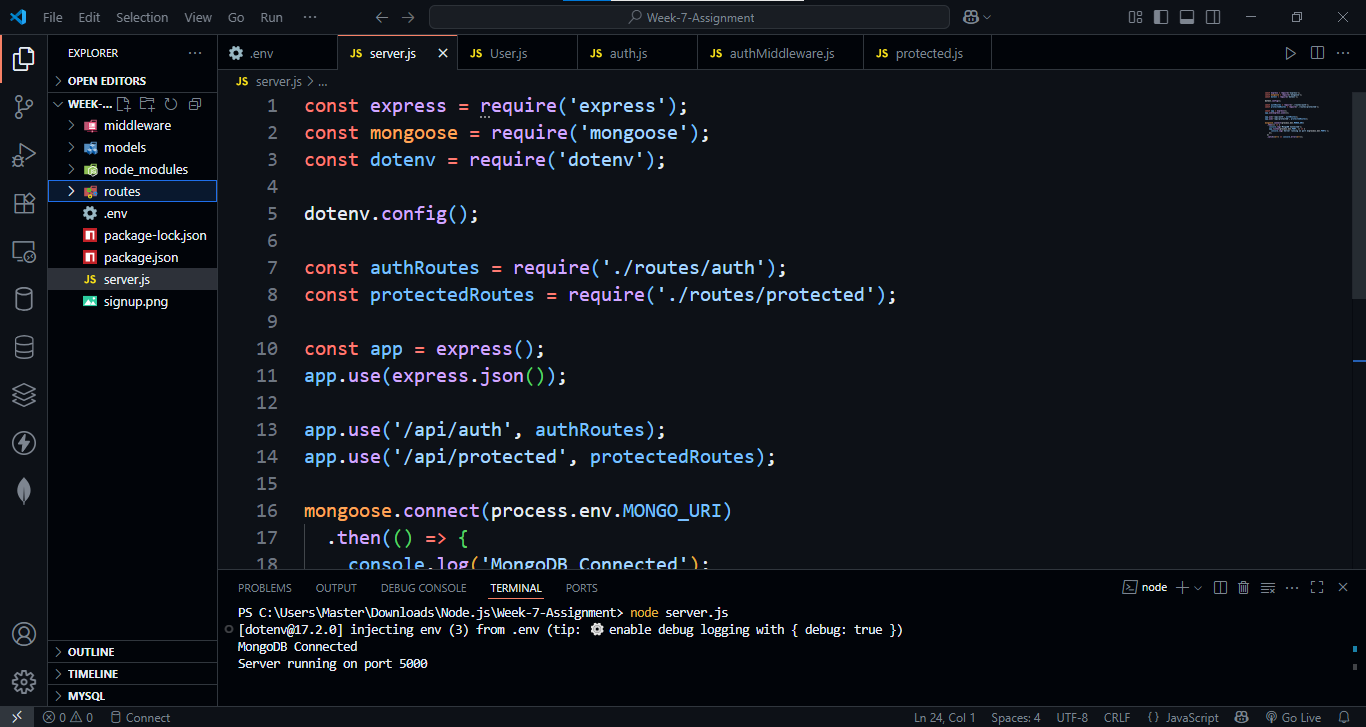 File Edit Selection View Go Run ··· Week-7-Assignment
EXPLORER ···
OPEN EDITORS
WEEK-...
middleware
models
node_modules
routes
.env
package-lock.json
package.json
JS server.js
signup.png
OUTLINE
TIMELINE
MYSQL
.env JS server.js JS User.js JS auth.js JS authMiddleware.js JS protected.js ···
JS server.js > ...
1 const express = require('express');
2 const mongoose = require('mongoose');
3 const dotenv = require('dotenv');
4
5 dotenv.config();
6
7 const authRoutes = require('./routes/auth');
8 const protectedRoutes = require('./routes/protected');
9
10 const app = express();
11 app.use(express.json());
12
13 app.use('/api/auth', authRoutes);
14 app.use('/api/protected', protectedRoutes);
15
16 mongoose.connect(process.env.MONGO_URI)
17 .then(() => {
18 console.log('MongoDB Connected');
PROBLEMS OUTPUT DEBUG CONSOLE TERMINAL PORTS node ···
PS C:\Users\Master\Downloads\Node.js\Week-7-Assignment> node server.js
[dotenv@17.2.0] injecting env (3) from .env (tip: ⚙️ enable debug logging with { debug: true })
MongoDB Connected
Server running on port 5000
0 0 Connect Ln 24, Col 1 Spaces: 4 UTF-8 CRLF { } JavaScript Go Live